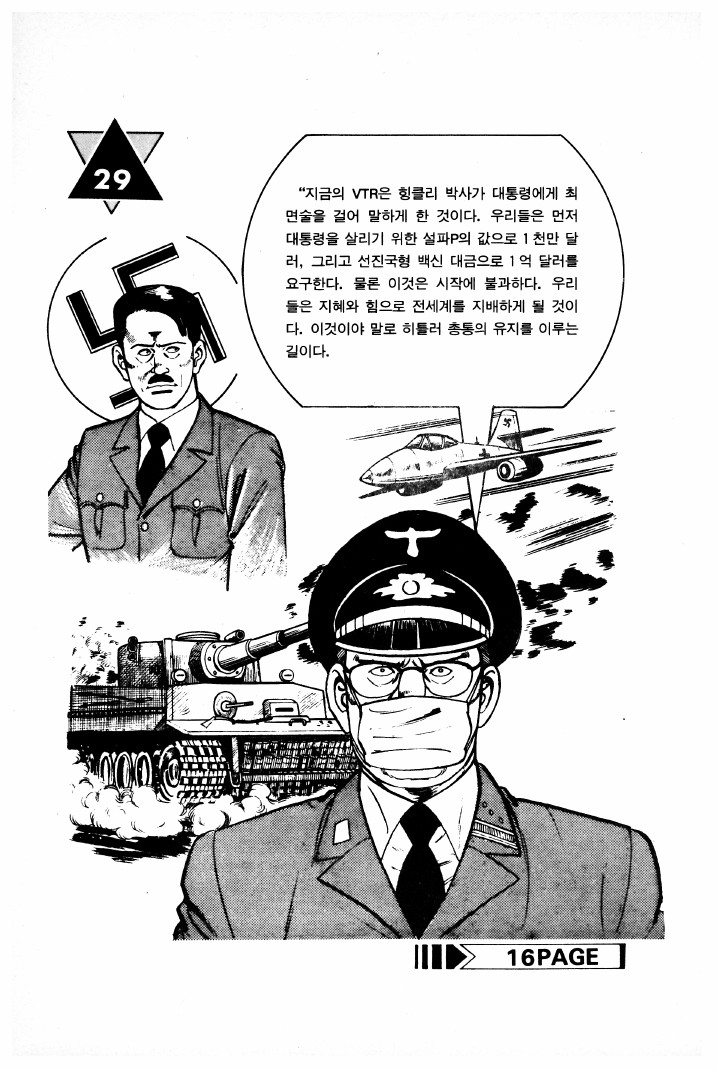 29
“지금의 VTR은 힝클리 박사가 대통령에게 최
면술을 걸어 말하게 한 것이다. 우리들은 먼저
대통령을 살리기 위한 설파P의 값으로 1천만 달
러, 그리고 선진국형 백신 대금으로 1억 달러를
요구한다. 물론 이것은 시작에 불과하다. 우리
들은 지혜와 힘으로 전세계를 지배하게 될 것이
다. 이것이야 말로 히틀러 총통의 유지를 이루는
길이다.
16PAGE